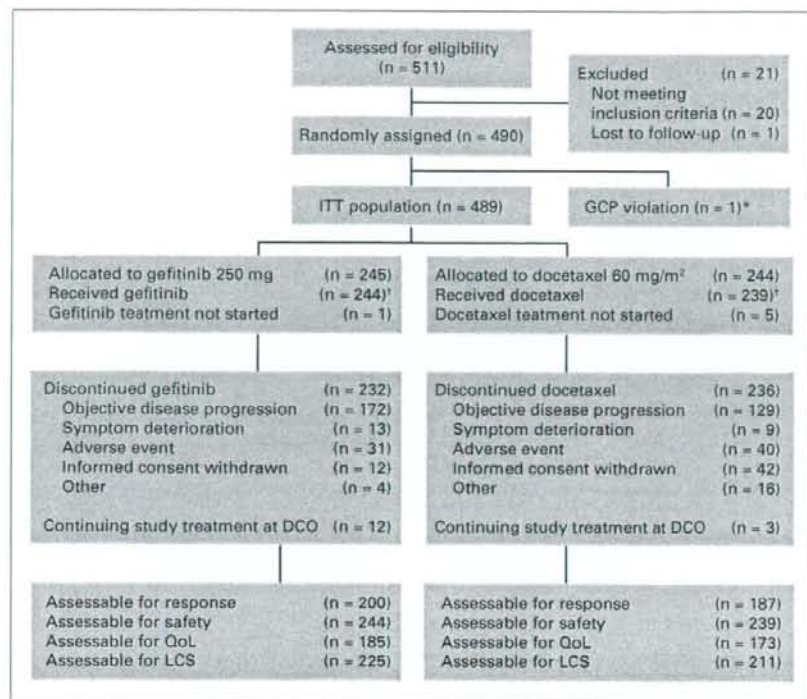 Assessed for eligibility
(n = 511)
Excluded (n = 21)
Not meeting
inclusion criteria (n = 20)
Lost to follow-up (n = 1)
Randomly assigned (n = 490)
ITT population (n = 489)
GCP violation (n = 1)*
Allocated to gefitinib 250 mg (n = 245)
Received gefitinib (n = 244)†
Gefitinib teatment not started (n = 1)
Allocated to docetaxel 60 mg/m² (n = 244)
Received docetaxel (n = 239)†
Docetaxel teatment not started (n = 5)
Discontinued gefitinib (n = 232)
Objective disease progression (n = 172)
Symptom deterioration (n = 13)
Adverse event (n = 31)
Informed consent withdrawn (n = 12)
Other (n = 4)
Continuing study treatment at DCO (n = 12)
Discontinued docetaxel (n = 236)
Objective disease progression (n = 129)
Symptom deterioration (n = 9)
Adverse event (n = 40)
Informed consent withdrawn (n = 42)
Other (n = 16)
Continuing study treatment at DCO (n = 3)
Assessable for response (n = 200)
Assessable for safety (n = 244)
Assessable for QoL (n = 185)
Assessable for LCS (n = 225)
Assessable for response (n = 187)
Assessable for safety (n = 239)
Assessable for QoL (n = 173)
Assessable for LCS (n = 211)